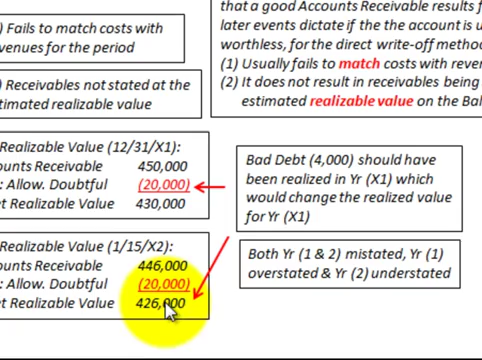 ) Fails to match costs with
venues for the period
) Receivables not stated at the
timated realizable value
that a good Accounts Receivable results f
later events dictate if the the account is u
worthless, for the direct write-off metho
(1) Usually fails to match costs with reve
(2) It does not result in receivables being
estimated realizable value on the Bal
Realizable Value (12/31/X1):
ounts Receivable 450,000
: Allow. Doubtful (20,000)
et Realizable Value 430,000
Bad Debt (4,000) should have
been realized in Yr (X1) which
would change the realized value
for Yr (X1)
Realizable Value (1/15/X2):
ounts Receivable 446,000
: Allow. Doubtful (20,000)
et Realizable Value 426,000
Both Yr (1 & 2) mistated, Yr (1)
overstated & Yr (2) understated